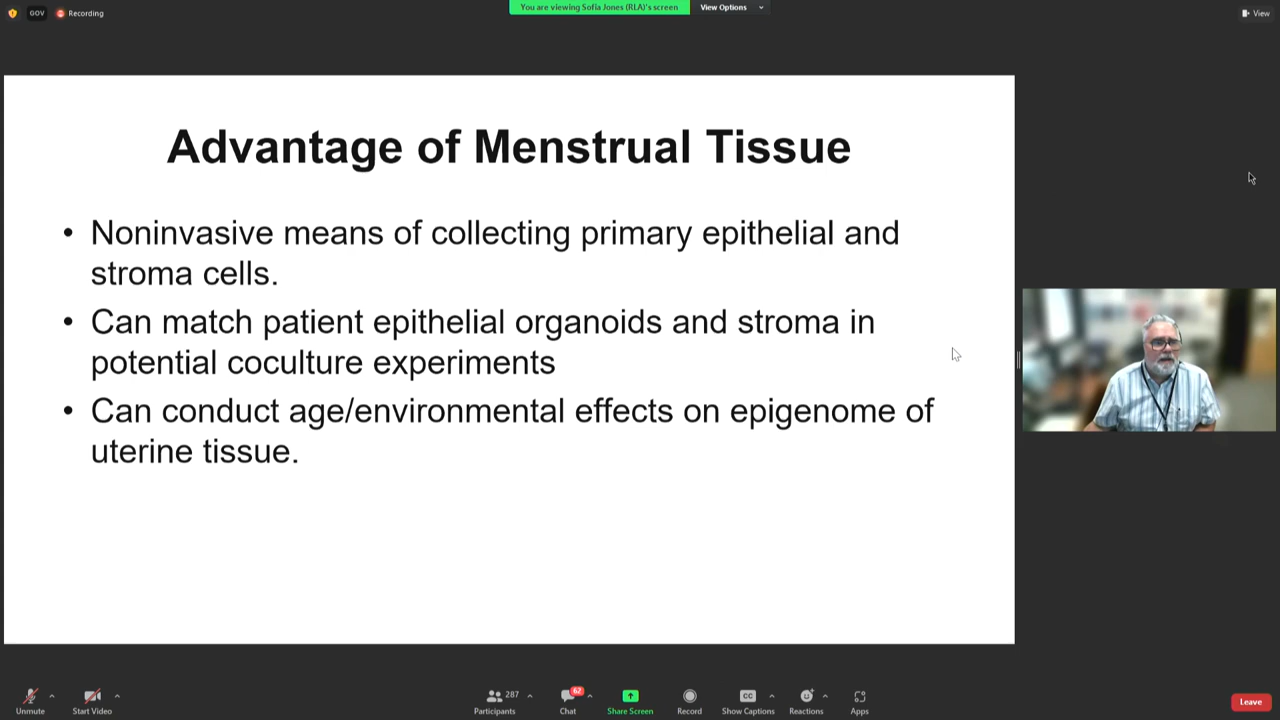 GOV
Recording
You are viewing Sofia Jones (RLA)'s screen
View Options
View
Advantage of Menstrual Tissue
• Noninvasive means of collecting primary epithelial and
stroma cells.
• Can match patient epithelial organoids and stroma in
potential coculture experiments
• Can conduct age/environmental effects on epigenome of
uterine tissue.
Unmute
Start Video
287
Participants
62
Chat
Share Screen
Record
CC
Show Captions
Reactions
Apps
Leave